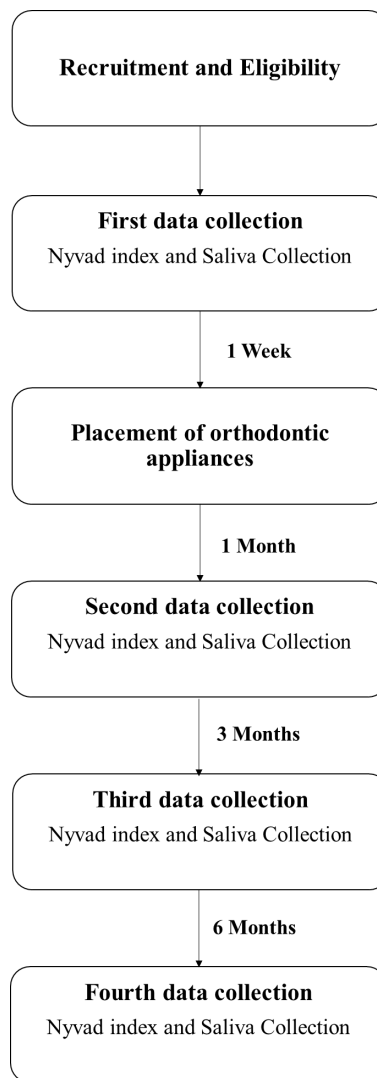 Recruitment and Eligibility
First data collection
Nyvad index and Saliva Collection
1 Week
Placement of orthodontic
appliances
1 Month
Second data collection
Nyvad index and Saliva Collection
3 Months
Third data collection
Nyvad index and Saliva Collection
6 Months
Fourth data collection
Nyvad index and Saliva Collection